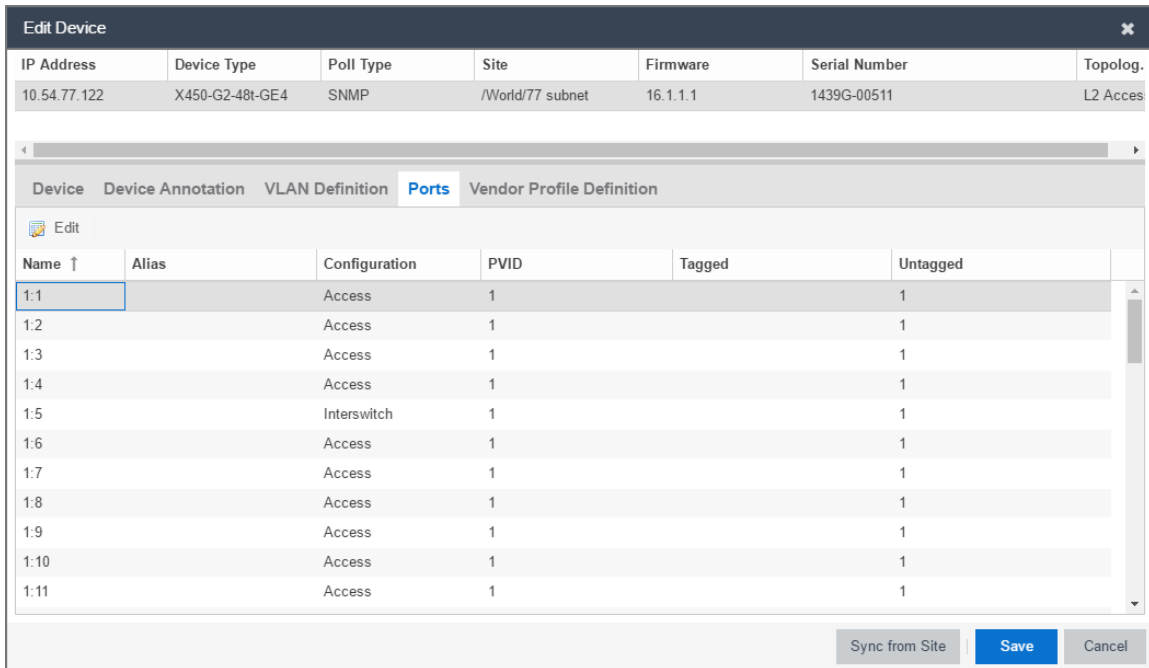 Edit Device
IP Address Device Type Poll Type Site Firmware Serial Number Topolog.
10.54.77.122 X450-G2-48t-GE4 SNMP /World/77 subnet 16.1.1.1 1439G-00511 L2 Acces
Device Device Annotation VLAN Definition Ports Vendor Profile Definition
Edit
Name ↑ Alias Configuration PVID Tagged Untagged
1:1 Access 1 1
1:2 Access 1 1
1:3 Access 1 1
1:4 Access 1 1
1:5 Interswitch 1 1
1:6 Access 1 1
1:7 Access 1 1
1:8 Access 1 1
1:9 Access 1 1
1:10 Access 1 1
1:11 Access 1 1
Sync from Site Save Cancel